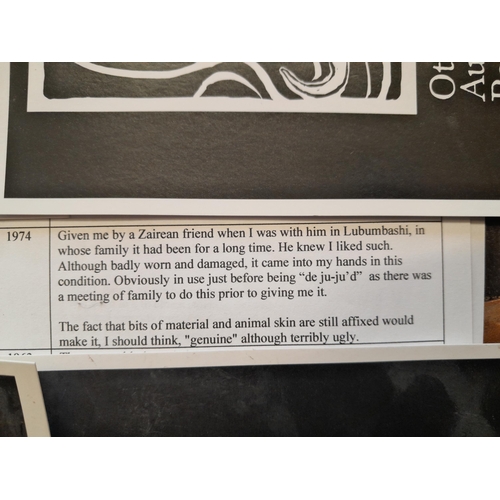 Ot
Au
1974
Given me by a Zairean friend when I was with him in Lubumbashi, in
whose family it had been for a long time. He knew I liked such.
Although badly worn and damaged, it came into my hands in this
condition. Obviously in use just before being “de ju-ju’d” as there was
a meeting of family to do this prior to giving me it.
The fact that bits of material and animal skin are still affixed would
make it, I should think, "genuine" although terribly ugly.